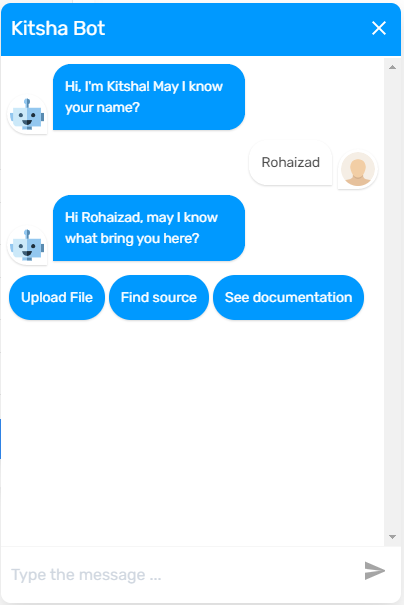 Kitsha Bot
Hi, I'm Kitsha! May I know
your name?
Rohaizad
Hi Rohaizad, may I know
what bring you here?
Upload File
Find source
See documentation
Type the message ...